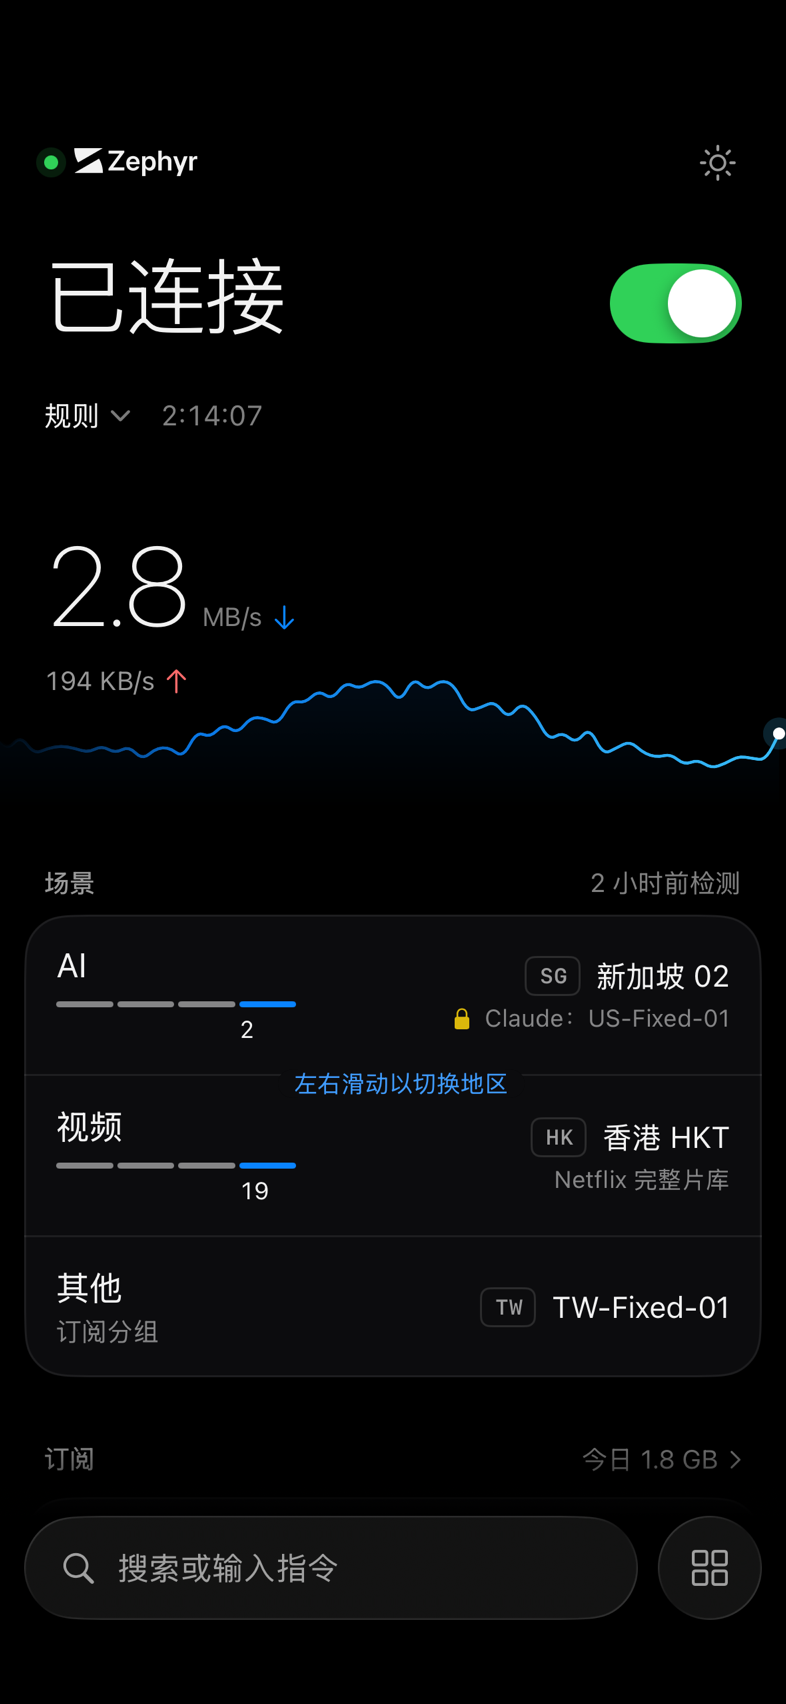 Zephyr
已连接
规则 2:14:07
2.8 MB/s ↓
194 KB/s ↑
场景 2 小时前检测
AI SG 新加坡 02
Claude: US-Fixed-01
2
左右滑动以切换地区
视频 HK 香港 HKT
Netflix 完整片库
19
其他 TW TW-Fixed-01
订阅分组
订阅 今日 1.8 GB
搜索或输入指令